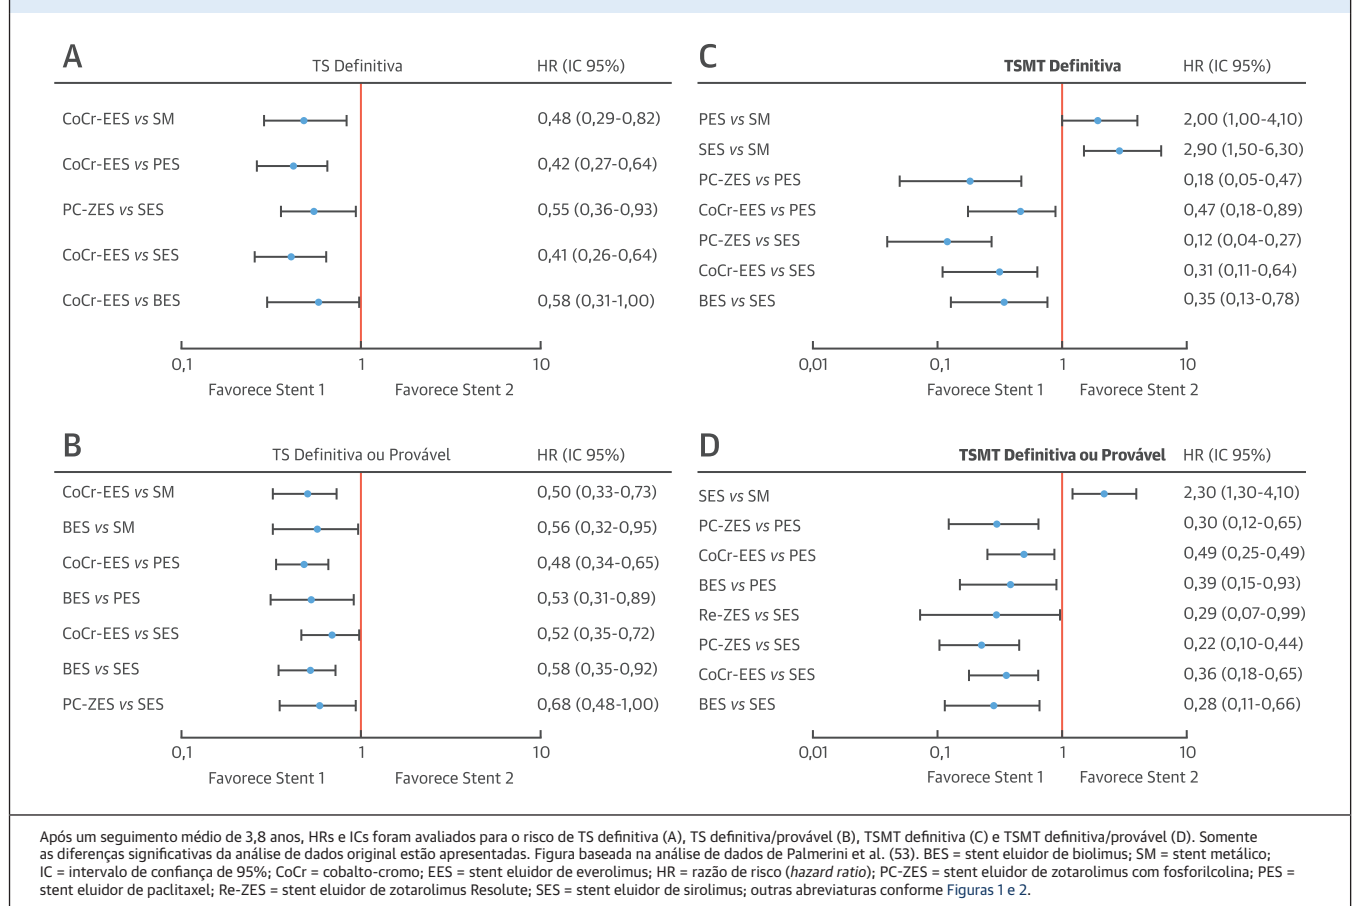 A TS Definitiva HR (IC 95%)
CoCr-EES vs SM 0,48 (0,29-0,82)
CoCr-EES vs PES 0,42 (0,27-0,64)
PC-ZES vs SES 0,55 (0,36-0,93)
CoCr-EES vs SES 0,41 (0,26-0,64)
CoCr-EES vs BES 0,58 (0,31-1,00)
0,1 1 10
Favorece Stent 1 Favorece Stent 2
C TSMT Definitiva HR (IC 95%)
PES vs SM 2,00 (1,00-4,10)
SES vs SM 2,90 (1,50-6,30)
PC-ZES vs PES 0,18 (0,05-0,47)
CoCr-EES vs PES 0,47 (0,18-0,89)
PC-ZES vs SES 0,12 (0,04-0,27)
CoCr-EES vs SES 0,31 (0,11-0,64)
BES vs SES 0,35 (0,13-0,78)
0,01 0,1 1 10
Favorece Stent 1 Favorece Stent 2
B TS Definitiva ou Provável HR (IC 95%)
CoCr-EES vs SM 0,50 (0,33-0,73)
BES vs SM 0,56 (0,32-0,95)
CoCr-EES vs PES 0,48 (0,34-0,65)
BES vs PES 0,53 (0,31-0,89)
CoCr-EES vs SES 0,52 (0,35-0,72)
BES vs SES 0,58 (0,35-0,92)
PC-ZES vs SES 0,68 (0,48-1,00)
0,1 1 10
Favorece Stent 1 Favorece Stent 2
D TSMT Definitiva ou Provável HR (IC 95%)
SES vs SM 2,30 (1,30-4,10)
PC-ZES vs PES 0,30 (0,12-0,65)
CoCr-EES vs PES 0,49 (0,25-0,49)
BES vs PES 0,39 (0,15-0,93)
Re-ZES vs SES 0,29 (0,07-0,99)
PC-ZES vs SES 0,22 (0,10-0,44)
CoCr-EES vs SES 0,36 (0,18-0,65)
BES vs SES 0,28 (0,11-0,66)
0,01 0,1 1 10
Favorece Stent 1 Favorece Stent 2
Após um seguimento médio de 3,8 anos, HRs e ICs foram avaliados para o risco de TS definitiva (A), TS definitiva/provável (B), TSMT definitiva (C) e TSMT definitiva/provável (D). Somente
as diferenças significativas da análise de dados original estão apresentadas. Figura baseada na análise de dados de Palmerini et al. (53). BES = stent eluidor de biolimus; SM = stent metálico;
IC = intervalo de confiança de 95%; CoCr = cobalto-cromo; EES = stent eluidor de everolimus; HR = razão de risco (hazard ratio); PC-ZES = stent eluidor de zotarolimus com fosforilcolina; PES =
stent eluidor de paclitaxel; Re-ZES = stent eluidor de zotarolimus Resolute; SES = stent eluidor de sirolimus; outras abreviaturas conforme Figuras 1 e 2.